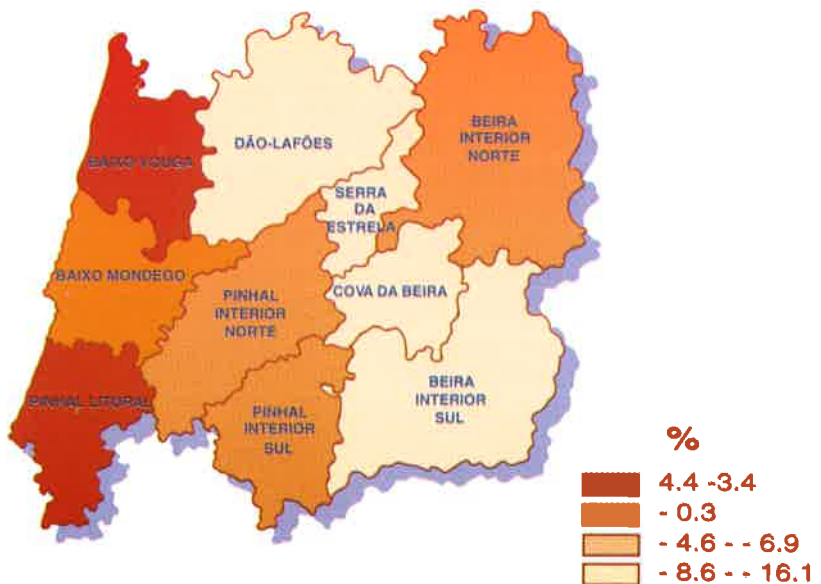 DÃO-LAFÕES
BEIRA
INTERIOR
NORTE
BAIXO VOUGA
SERRA
DA
ESTRELA
BAIXO MONDEGO
PINHAL
INTERIOR
NORTE
COVA DA BEIRA
PINHAL LITORAL
PINHAL
INTERIOR
SUL
BEIRA
INTERIOR
SUL
%
4.4 -3.4
- 0.3
- 4.6 - - 6.9
- 8.6 - - 16.1